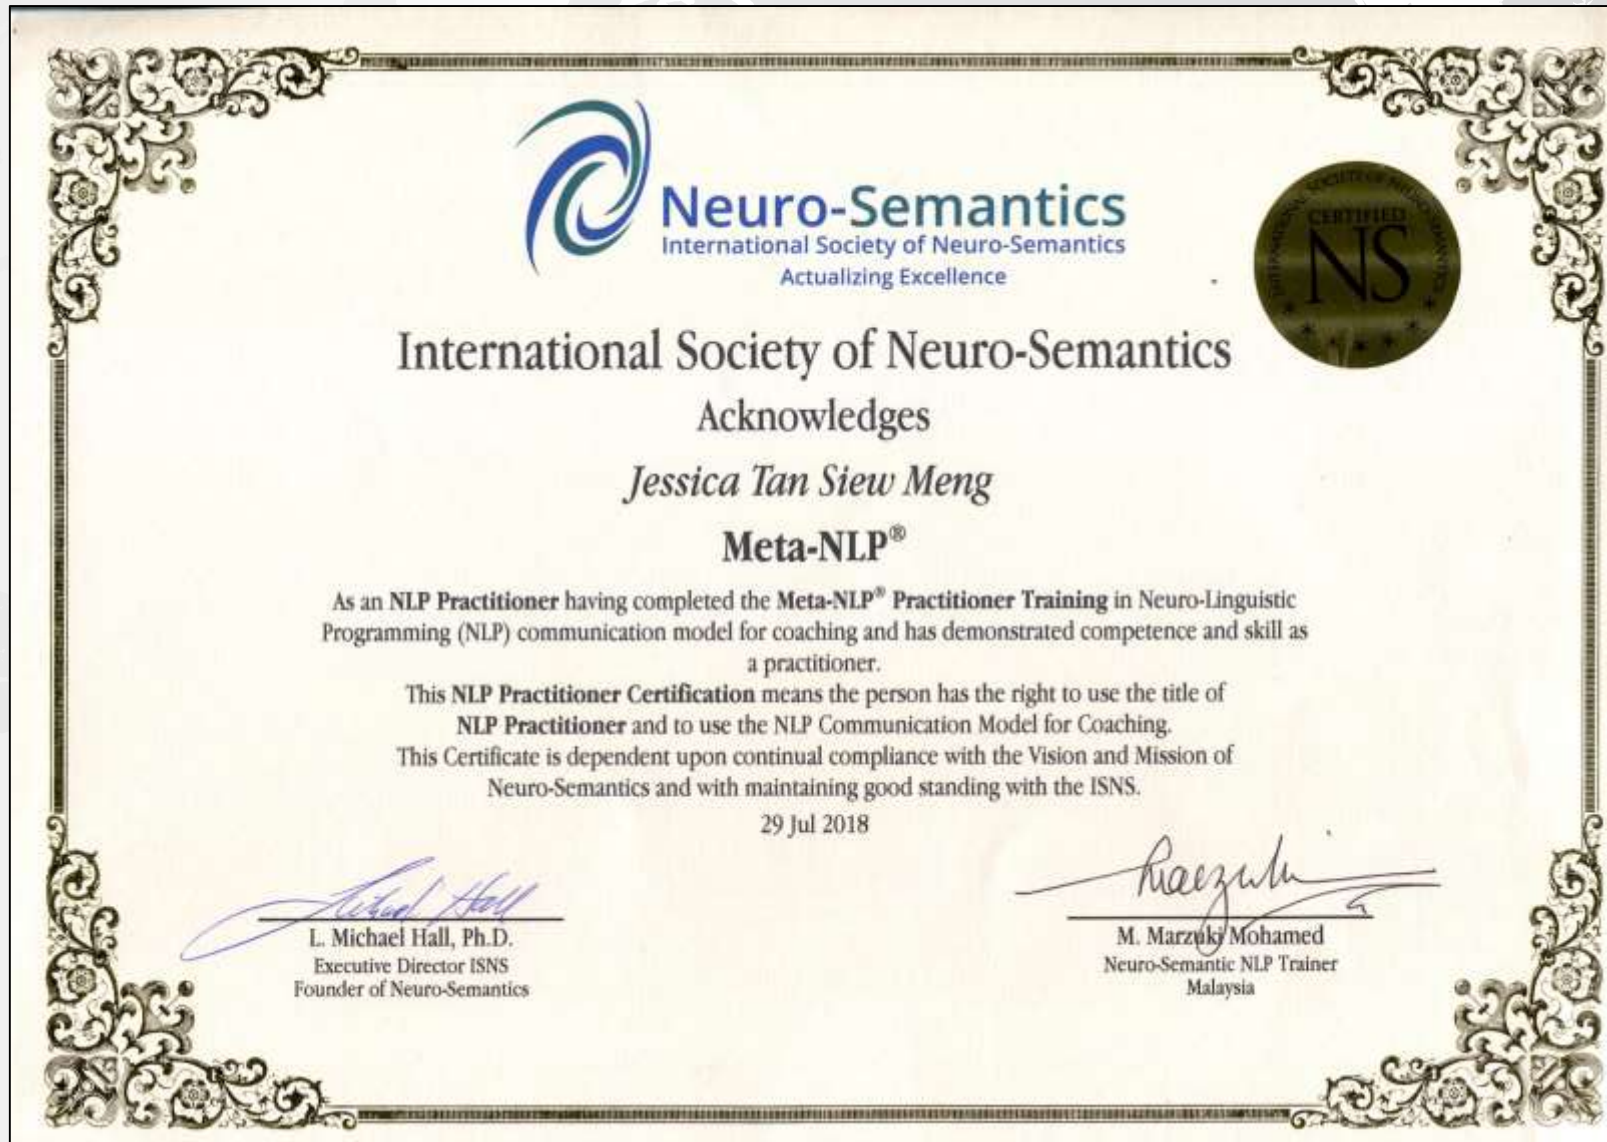 Neuro-Semantics
International Society of Neuro-Semantics
Actualizing Excellence
INTERNATIONAL SOCIETY OF NEURO-SEMANTICS
CERTIFIED
NS
International Society of Neuro-Semantics
Acknowledges
Jessica Tan Siew Meng
Meta-NLP®
As an NLP Practitioner having completed the Meta-NLP® Practitioner Training in Neuro-Linguistic
Programming (NLP) communication model for coaching and has demonstrated competence and skill as
a practitioner.
This NLP Practitioner Certification means the person has the right to use the title of
NLP Practitioner and to use the NLP Communication Model for Coaching.
This Certificate is dependent upon continual compliance with the Vision and Mission of
Neuro-Semantics and with maintaining good standing with the ISNS.
29 Jul 2018
L. Michael Hall, Ph.D.
Executive Director ISNS
Founder of Neuro-Semantics
M. Marzuki Mohamed
Neuro-Semantic NLP Trainer
Malaysia